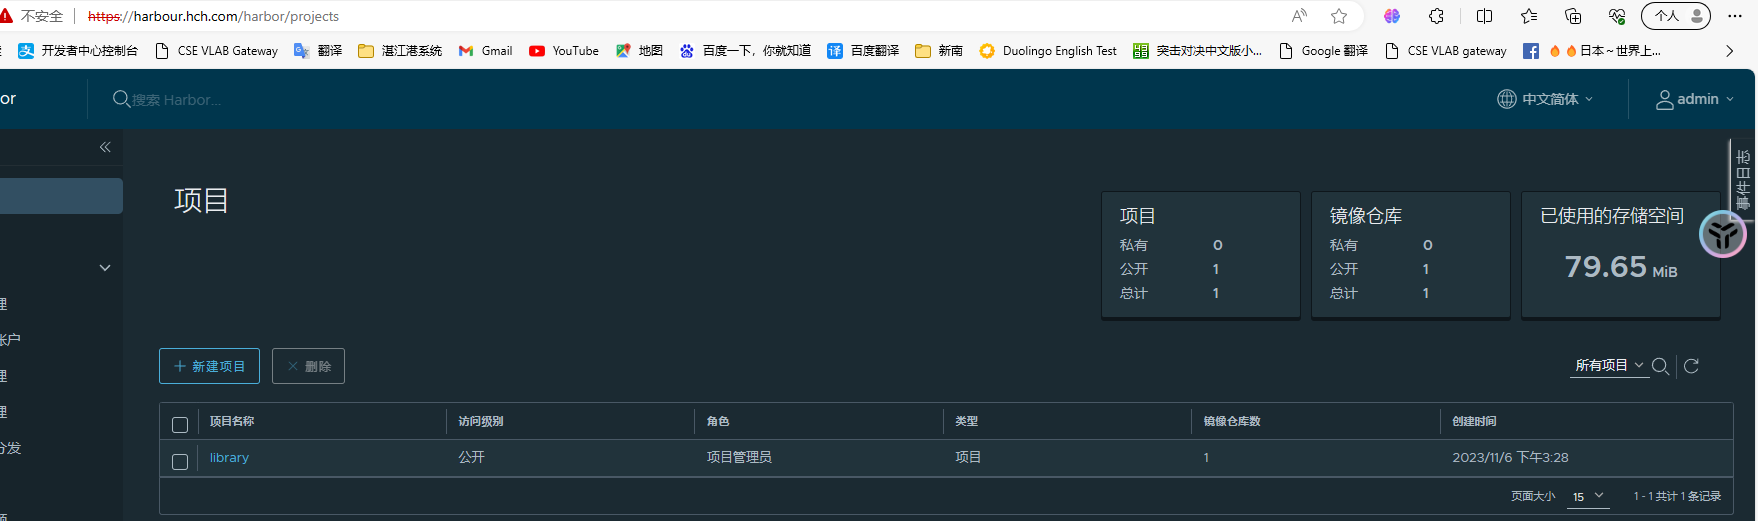 不安全 https://harbour.hch.com/harbor/projects 个人
开发者中心控制台 CSE VLAB Gateway 翻译 湛江港系统 Gmail YouTube 地图 百度一下，你就知道 百度翻译 新南 Duolingo English Test 突击对决中文版小... Google 翻译 CSE VLAB gateway 🔥🔥日本～世界上...
or 搜索 Harbor... 中文简体 admin
事件日志
项目
项目
私有 0
公开 1
总计 1
镜像仓库
私有 0
公开 1
总计 1
已使用的存储空间
79.65 MiB
理
账户
理
理
分发
+ 新建项目 × 删除 所有项目
项目名称 访问级别 角色 类型 镜像仓库数 创建时间
library 公开 项目管理员 项目 1 2023/11/6 下午3:28
页面大小 15 1 - 1 共计 1 条记录